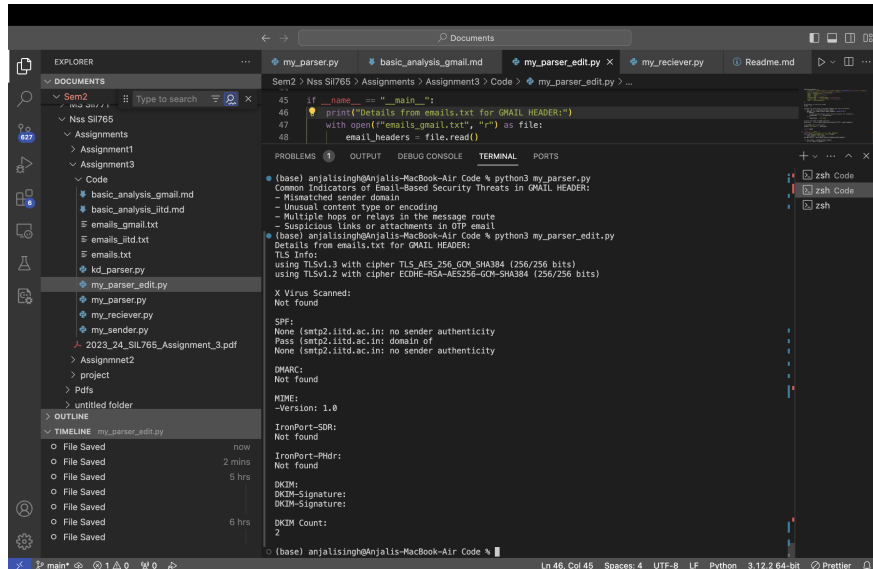 Documents
EXPLORER
DOCUMENTS
Sem2
Type to search
Nss Sil765
Assignments
Assignment1
Assignment3
Code
basic_analysis_gmail.md
basic_analysis_iitd.md
emails_gmail.txt
emails_iitd.txt
emails.txt
kd_parser.py
my_parser_edit.py
my_parser.py
my_reciever.py
my_sender.py
2023_24_SIL765_Assignment_3.pdf
Assignmnet2
project
Pdfs
untitled folder
OUTLINE
TIMELINE my_parser_edit.py
File Saved now
File Saved 2 mins
File Saved 5 hrs
File Saved
File Saved
File Saved 6 hrs
File Saved
627
6
my_parser.py basic_analysis_gmail.md my_parser_edit.py my_reciever.py Readme.md
Sem2 > Nss Sil765 > Assignments > Assignment3 > Code > my_parser_edit.py > ...
45 if __name__ == "__main__":
46 print("Details from emails.txt for GMAIL HEADER:")
47 with open(f"emails_gmail.txt", "r") as file:
48 email_headers = file.read()
PROBLEMS 1 OUTPUT DEBUG CONSOLE TERMINAL PORTS
(base) anjalisingh@Anjalis-MacBook-Air Code % python3 my_parser.py
Common Indicators of Email-Based Security Threats in GMAIL HEADER:
- Mismatched sender domain
- Unusual content type or encoding
- Multiple hops or relays in the message route
- Suspicious links or attachments in OTP email
(base) anjalisingh@Anjalis-MacBook-Air Code % python3 my_parser_edit.py
Details from emails.txt for GMAIL HEADER:
TLS Info:
using TLSv1.3 with cipher TLS_AES_256_GCM_SHA384 (256/256 bits)
using TLSv1.2 with cipher ECDHE-RSA-AES256-GCM-SHA384 (256/256 bits)
X Virus Scanned:
Not found
SPF:
None (smtp2.iitd.ac.in: no sender authenticity
Pass (smtp2.iitd.ac.in: domain of
None (smtp2.iitd.ac.in: no sender authenticity
DMARC:
Not found
MIME:
-Version: 1.0
IronPort-SDR:
Not found
IronPort-PHdr:
Not found
DKIM:
DKIM-Signature:
DKIM-Signature:
DKIM Count:
2
(base) anjalisingh@Anjalis-MacBook-Air Code %
zsh Code
zsh Code
zsh
main* 1 0 0 Ln 46, Col 45 Spaces: 4 UTF-8 LF Python 3.12.2 64-bit Prettier